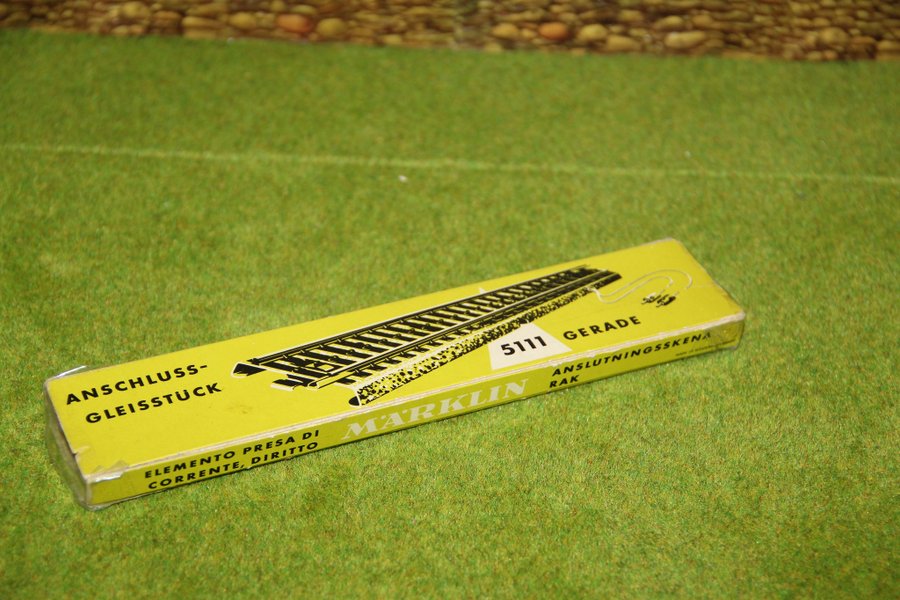 ANSCHLUSS-
GLEISSTÜCK
5111
GERADE
ELEMENTO PRESA DI
CORRENTE, DIRITTO
MÄRKLIN
ANSLUTNINGSSKENA
RAK